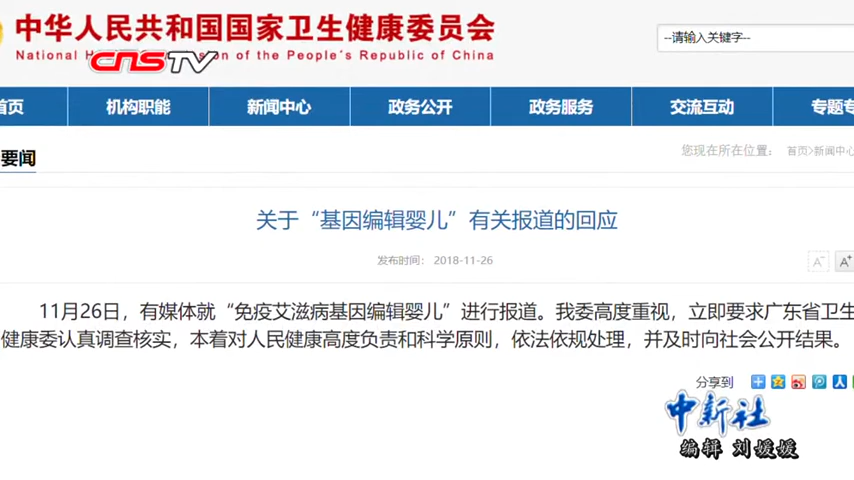 中华人民共和国国家卫生健康委员会
National H
sion of the People's Republic of China
CNSTV
--请输入关键字--
首页 机构职能 新闻中心 政务公开 政务服务 交流互动 专题专
要闻
您现在所在位置： 首页>新闻中心
关于“基因编辑婴儿”有关报道的回应
发布时间： 2018-11-26
A- A+
11月26日，有媒体就“免疫艾滋病基因编辑婴儿”进行报道。我委高度重视，立即要求广东省卫生
健康委认真调查核实，本着对人民健康高度负责和科学原则，依法依规处理，并及时向社会公开结果。
分享到
中新社
编辑 刘媛媛